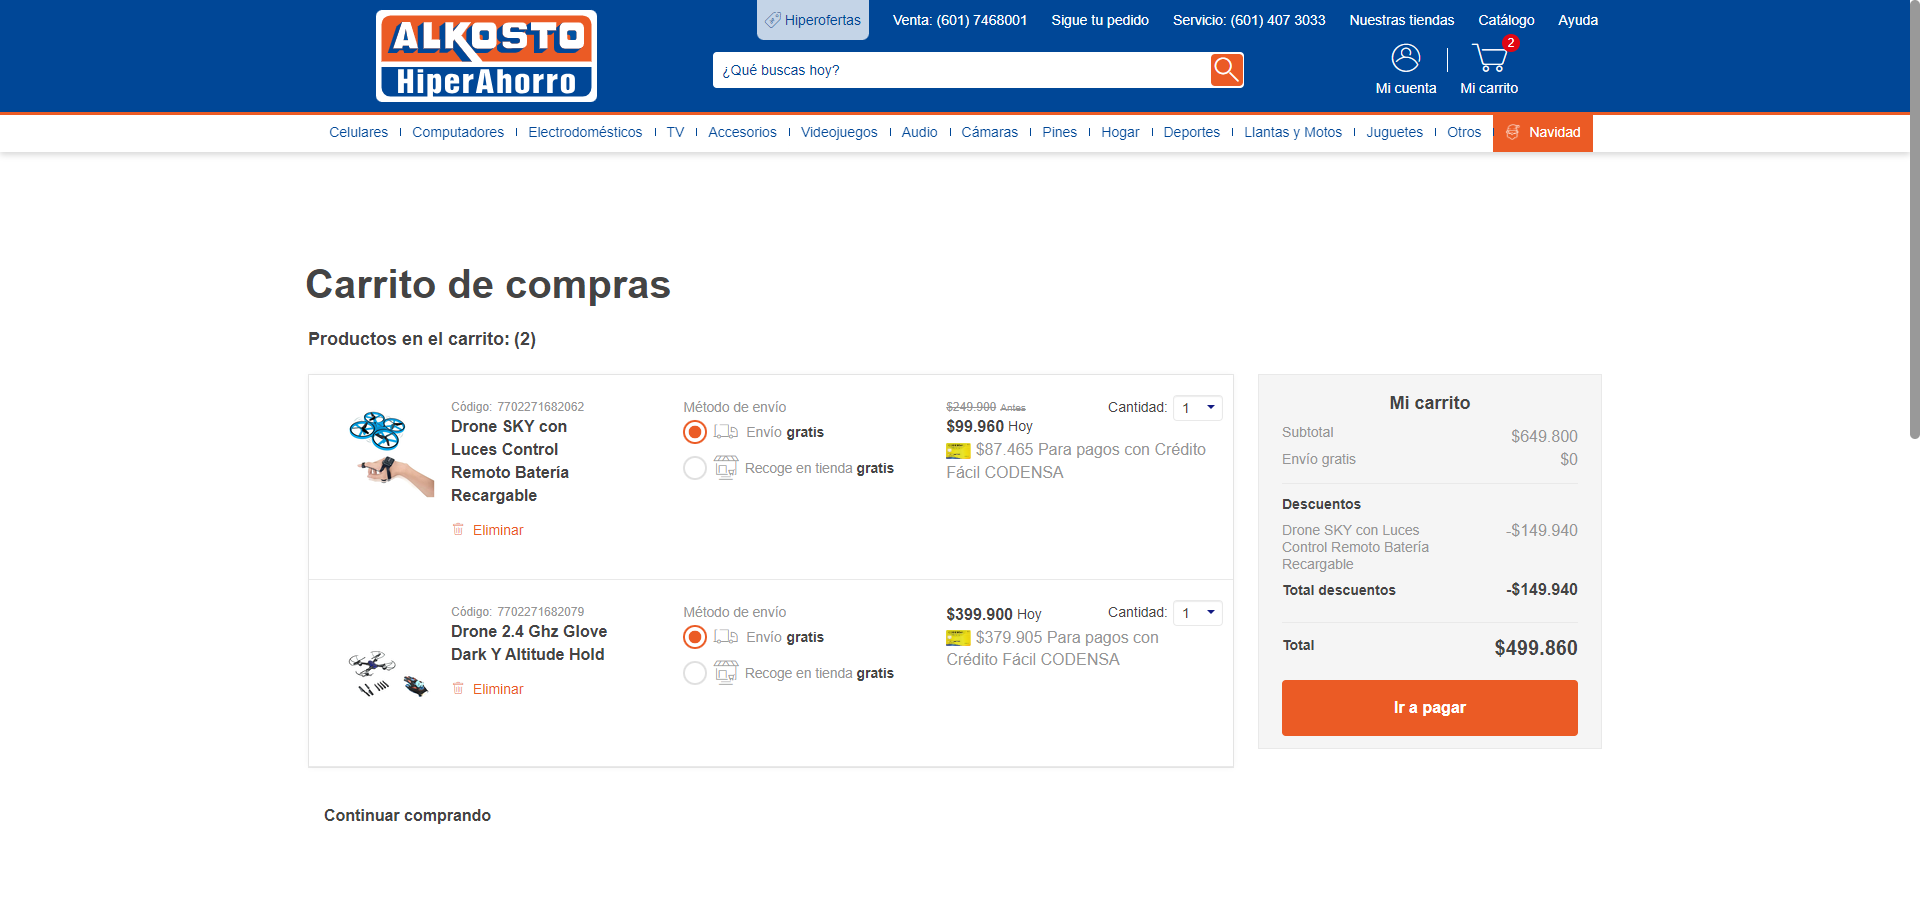 ALKOSTO
HiperAhorro
Hiperofertas
Venta: (601) 7468001
Sigue tu pedido
Servicio: (601) 407 3033
Nuestras tiendas
Catálogo
Ayuda
¿Qué buscas hoy?
Mi cuenta
2
Mi carrito
Celulares
Computadores
Electrodomésticos
TV
Accesorios
Videojuegos
Audio
Cámaras
Pines
Hogar
Deportes
Llantas y Motos
Juguetes
Otros
Navidad
Carrito de compras
Productos en el carrito: (2)
Código: 7702271682062
Drone SKY con
Luces Control
Remoto Batería
Recargable
Eliminar
Método de envío
Envío gratis
Recoge en tienda gratis
$249.900 Antes
$99.960 Hoy
$87.465 Para pagos con Crédito
Fácil CODENSA
Cantidad: 1
Código: 7702271682079
Drone 2.4 Ghz Glove
Dark Y Altitude Hold
Eliminar
Método de envío
Envío gratis
Recoge en tienda gratis
$399.900 Hoy
$379.905 Para pagos con
Crédito Fácil CODENSA
Cantidad: 1
Mi carrito
Subtotal $649.800
Envío gratis $0
Descuentos
Drone SKY con Luces -$149.940
Control Remoto Batería
Recargable
Total descuentos -$149.940
Total $499.860
Ir a pagar
Continuar comprando